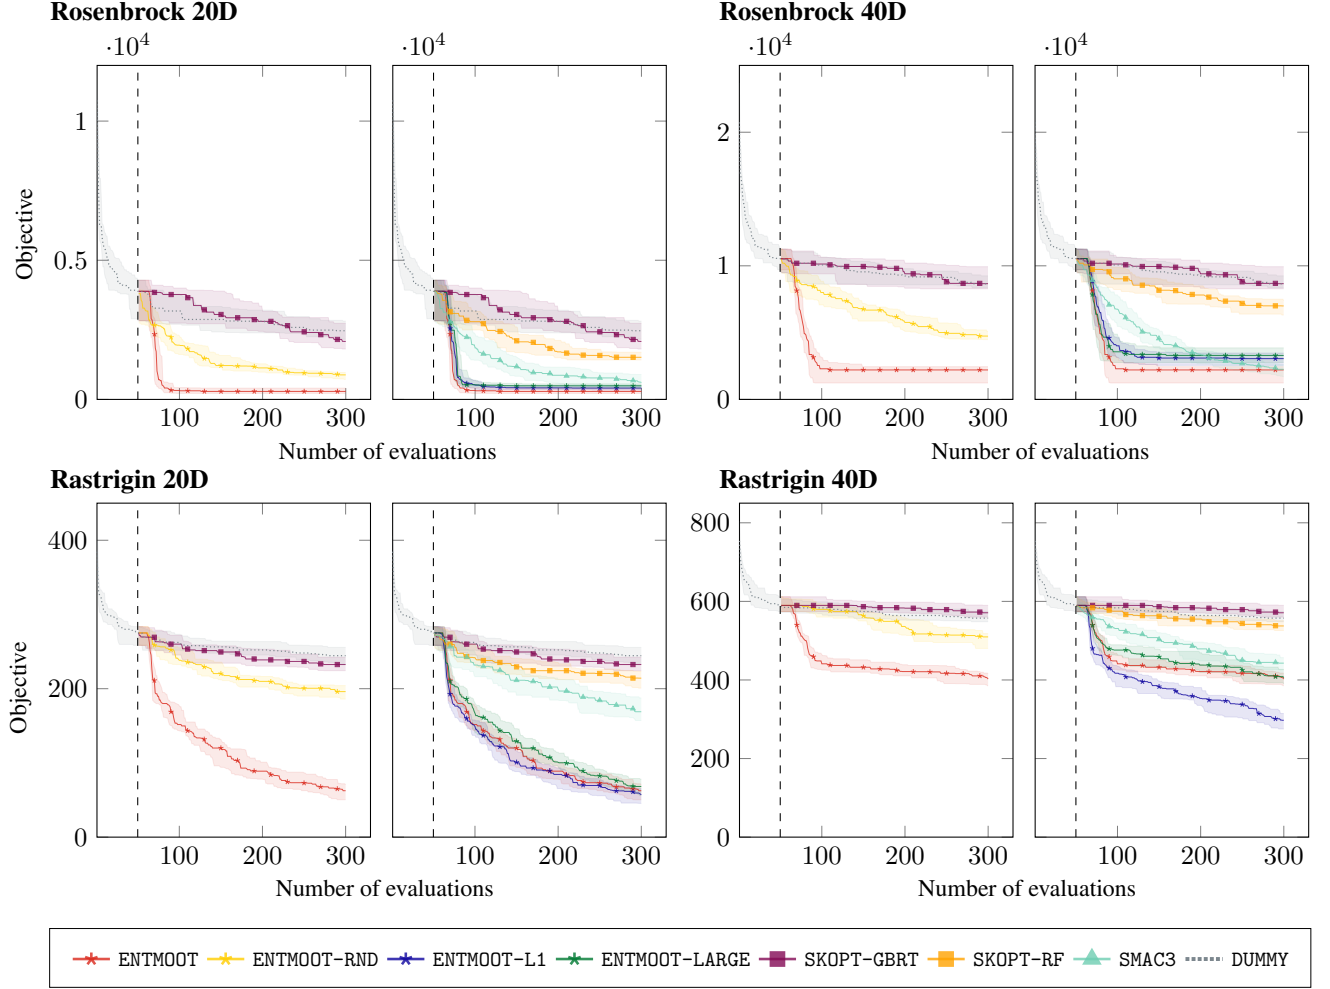 Rosenbrock 20D
Rosenbrock 40D
·10⁴
·10⁴
·10⁴
·10⁴
Objective
1
0.5
0
100 200 300
100 200 300
2
1
0
100 200 300
100 200 300
Number of evaluations
Number of evaluations
Rastrigin 20D
Rastrigin 40D
Objective
400
200
0
100 200 300
100 200 300
800
600
400
200
0
100 200 300
100 200 300
Number of evaluations
Number of evaluations
ENTMOOT ENTMOOT-RND ENTMOOT-L1 ENTMOOT-LARGE SKOPT-GBRT SKOPT-RF SMAC3 DUMMY